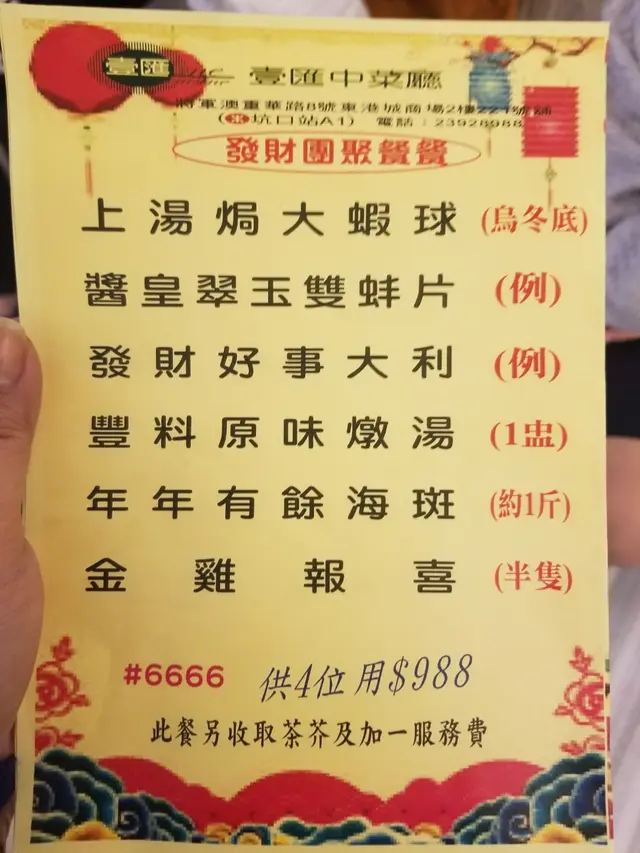 壹匯
壹匯中菜廳
將軍澳重華路8號東港城商場2樓221號舖
(坑口站A1) 電話：23928988
發財團聚餐餐
上湯焗大蝦球 (烏冬底)
醬皇翠玉雙蚌片 (例)
發財好事大利 (例)
豐料原味燉湯 (1盅)
年年有餘海斑 (約1斤)
金雞報喜 (半隻)
#6666 供4位用$988
此餐另收取茶芥及加一服務費